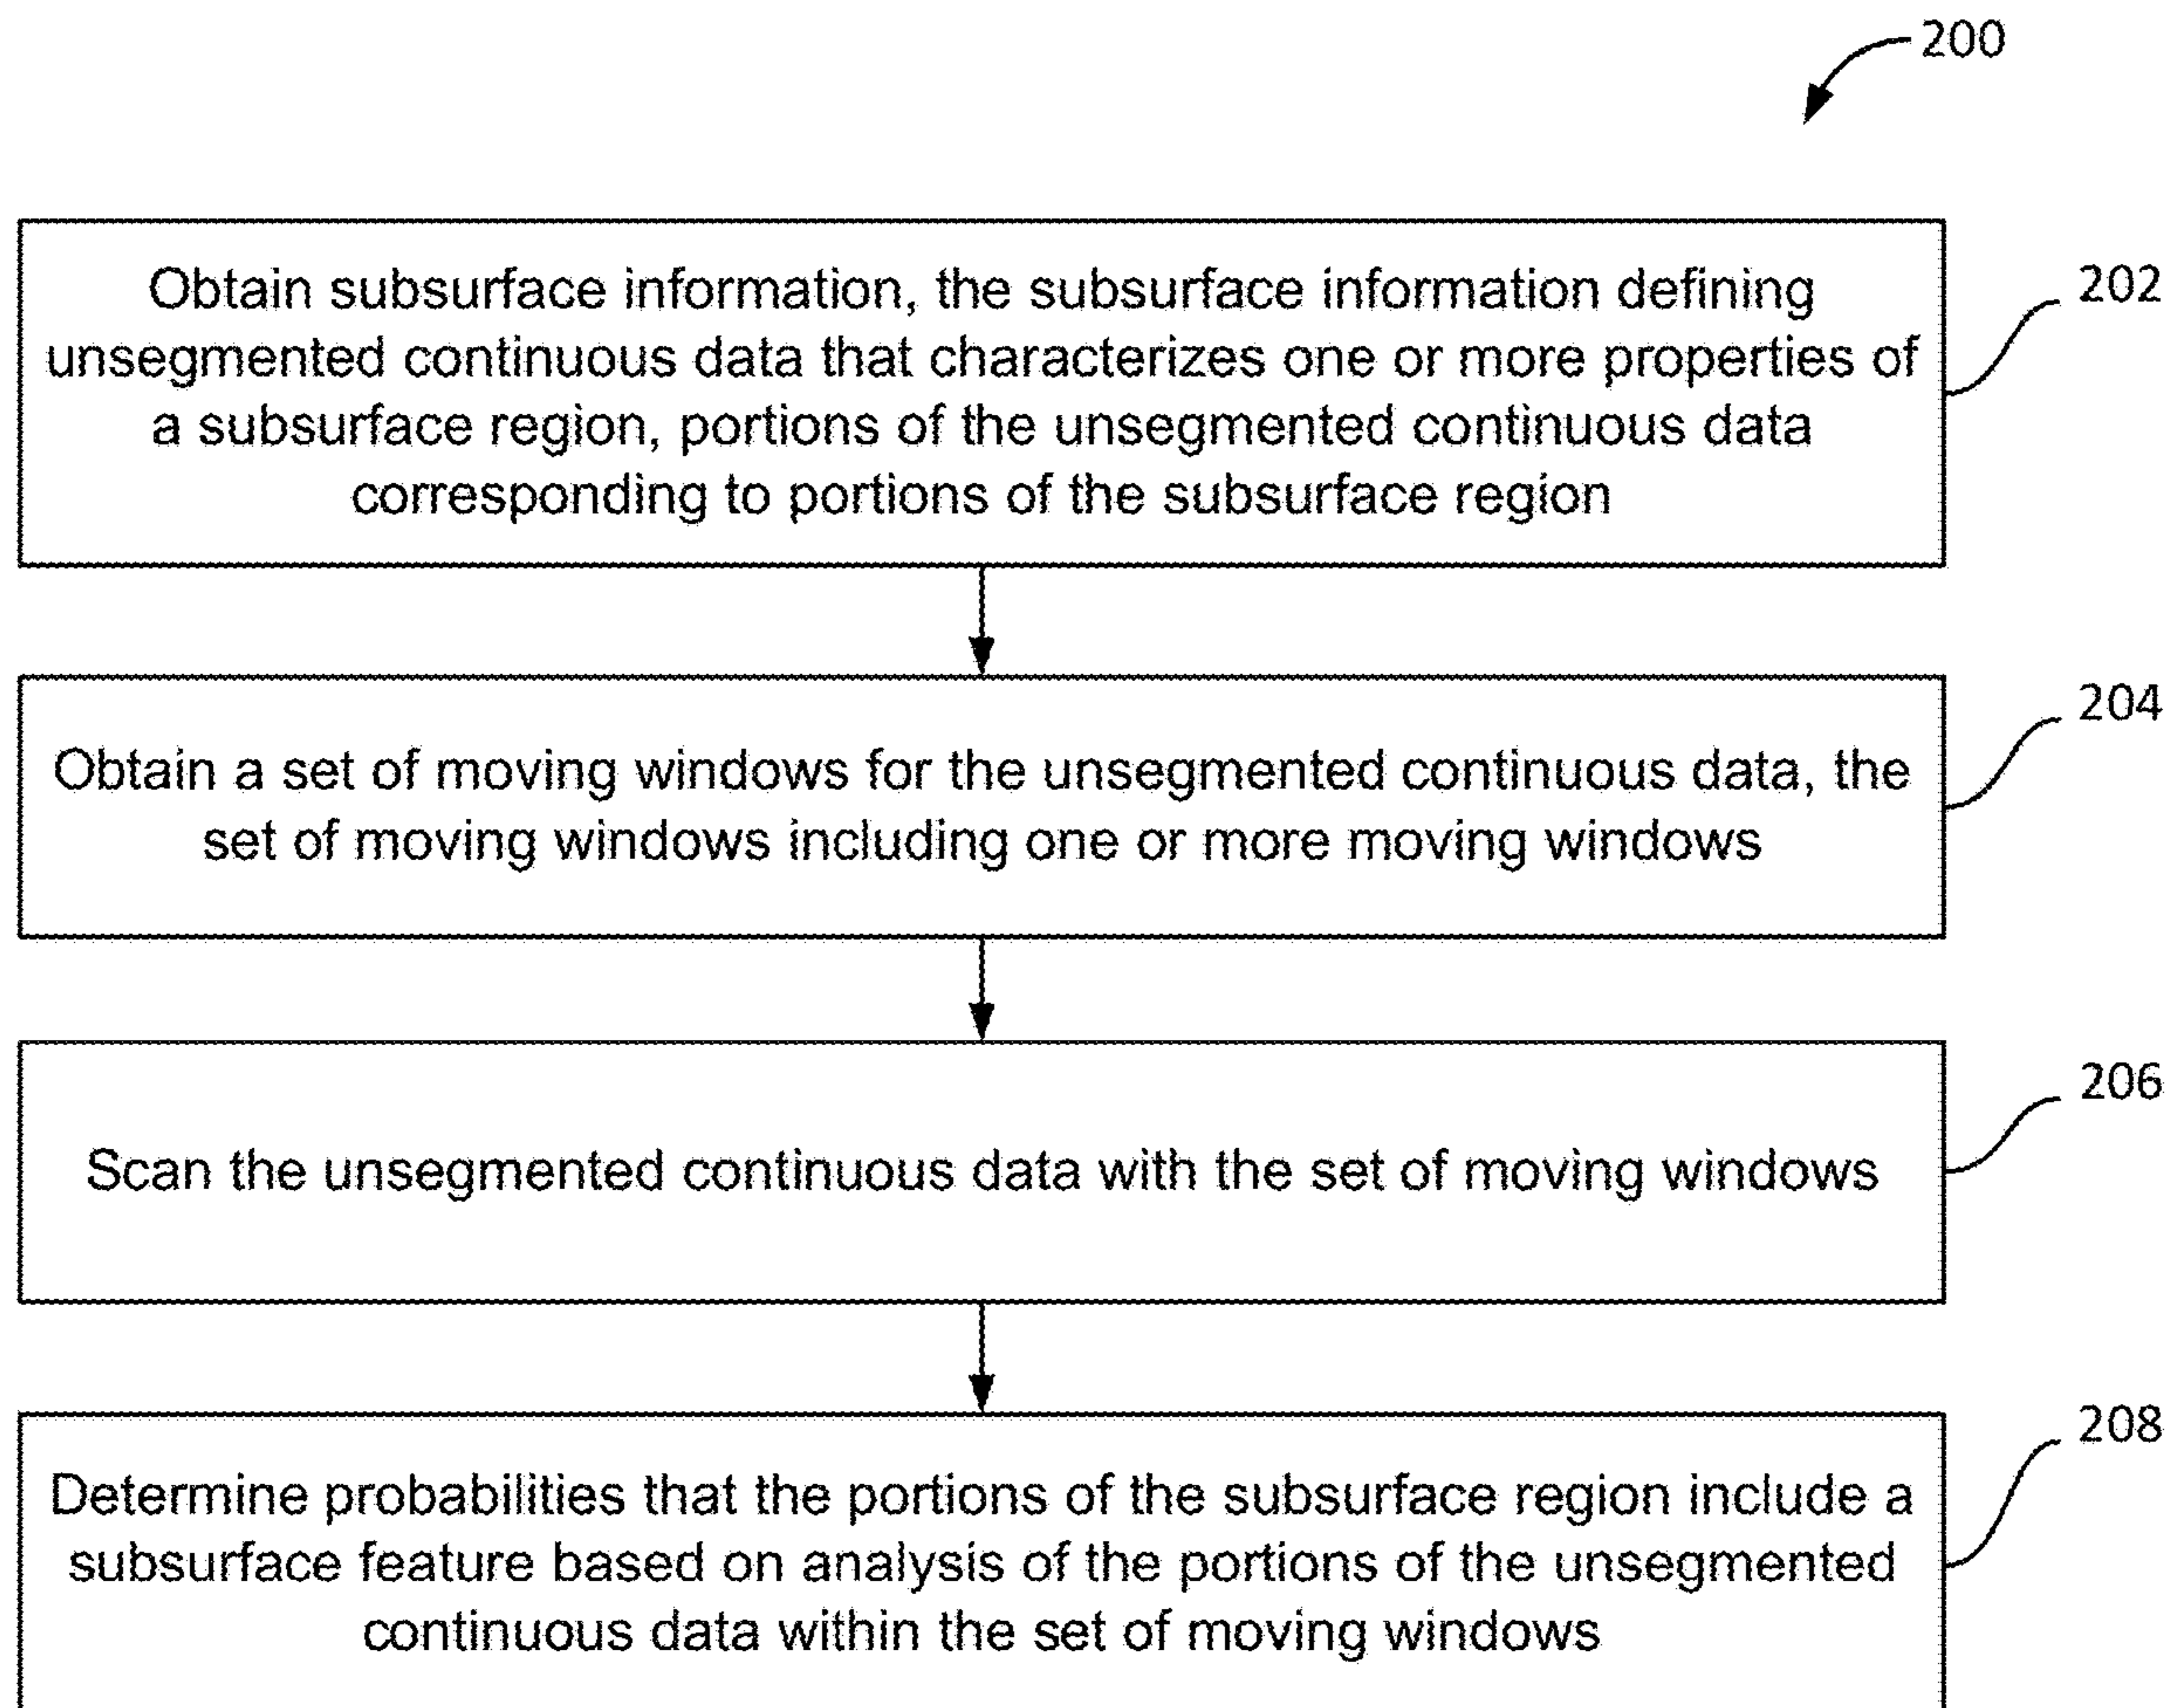 200
Obtain subsurface information, the subsurface information defining
unsegmented continuous data that characterizes one or more properties of
a subsurface region, portions of the unsegmented continuous data
corresponding to portions of the subsurface region
202
Obtain a set of moving windows for the unsegmented continuous data, the
set of moving windows including one or more moving windows
204
Scan the unsegmented continuous data with the set of moving windows
206
Determine probabilities that the portions of the subsurface region include a
subsurface feature based on analysis of the portions of the unsegmented
continuous data within the set of moving windows
208